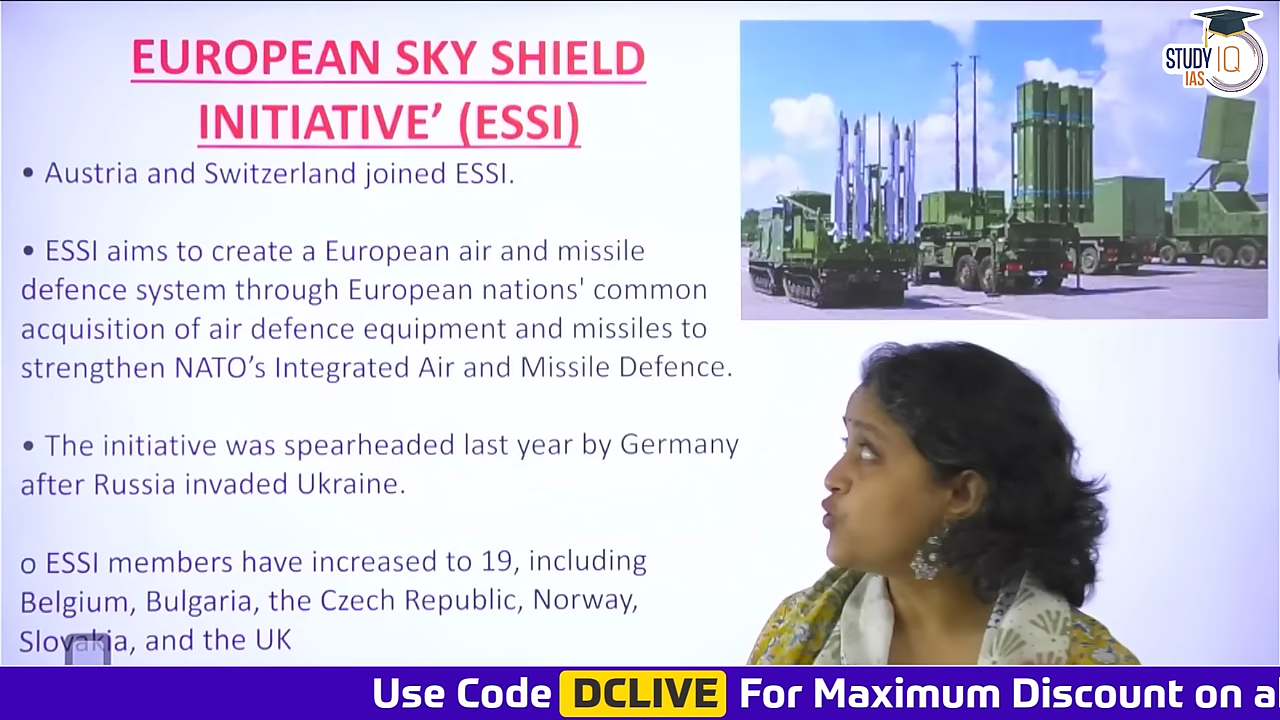 EUROPEAN SKY SHIELD
INITIATIVE’ (ESSI)
• Austria and Switzerland joined ESSI.
• ESSI aims to create a European air and missile
defence system through European nations' common
acquisition of air defence equipment and missiles to
strengthen NATO’s Integrated Air and Missile Defence.
• The initiative was spearheaded last year by Germany
after Russia invaded Ukraine.
o ESSI members have increased to 19, including
Belgium, Bulgaria, the Czech Republic, Norway,
Slovakia, and the UK
STUDY IQ
IAS
Use Code DCLIVE For Maximum Discount on al